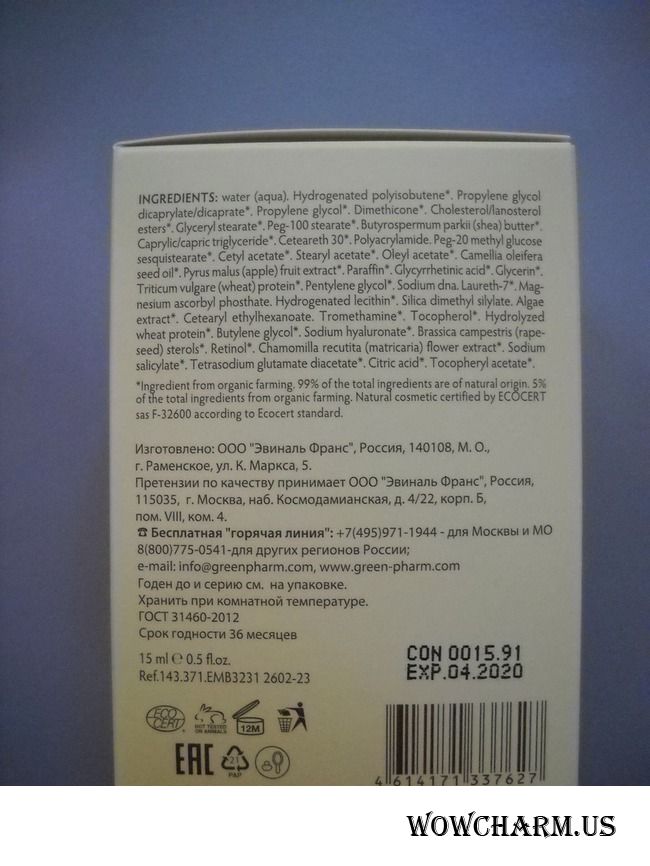 INGREDIENTS: water (aqua). Hydrogenated polyisobutene*. Propylene glycol
dicaprylate/dicaprate*. Propylene glycol*. Dimethicone*. Cholesterol/lanosterol
esters*. Glyceryl stearate*. Peg-100 stearate*. Butyrospermum parkii (shea) butter*.
Caprylic/capric triglyceride*. Ceteareth 30*. Polyacrylamide. Peg-20 methyl glucose
sesquistearate*. Cetyl acetate*. Stearyl acetate*. Oleyl acetate*. Camellia oleifera
seed oil*. Pyrus malus (apple) fruit extract*. Paraffin*. Glycyrrhetinic acid*. Glycerin*.
Triticum vulgare (wheat) protein*. Pentylene glycol*. Sodium dna. Laureth-7*. Mag-
nesium ascorbyl phosthate. Hydrogenated lecithin*. Silica dimethyl silylate. Algae
extract*. Cetearyl ethylhexanoate. Tromethamine*. Tocopherol*. Hydrolyzed
wheat protein*. Butylene glycol*. Sodium hyaluronate*. Brassica campestris (rape-
seed) sterols*. Retinol*. Chamomilla recutita (matricaria) flower extract*. Sodium
salicylate*. Tetrasodium glutamate diacetate*. Citric acid*. Tocopheryl acetate*.
*Ingredient from organic farming. 99% of the total ingredients are of natural origin. 5%
of the total ingredients from organic farming. Natural cosmetic certified by ECOCERT
sas F-32600 according to Ecocert standard.
Изготовлено: ООО "Эвиналь Франс", Россия, 140108, М. О.,
г. Раменское, ул. К. Маркса, 5.
Претензии по качеству принимает ООО "Эвиналь Франс", Россия,
115035, г. Москва, наб. Космодамианская, д. 4/22, корп. Б,
пом. VIII, ком. 4.
☎ Бесплатная "горячая линия": +7(495)971-1944 - для Москвы и МО
8(800)775-0541-для других регионов России;
e-mail: info@greenpharm.com, www.green-pharm.com
Годен до и серию см. на упаковке.
Хранить при комнатной температуре.
ГОСТ 31460-2012
Срок годности 36 месяцев
15 ml ℮ 0.5 fl.oz.
Ref.143.371.EMB3231 2602-23
CON 0015.91
EXP.04.2020
ECO CERT
NOT TESTED ON ANIMALS
12M
EAC
21
PAP
4 614171 337627
WOWCHARM.US